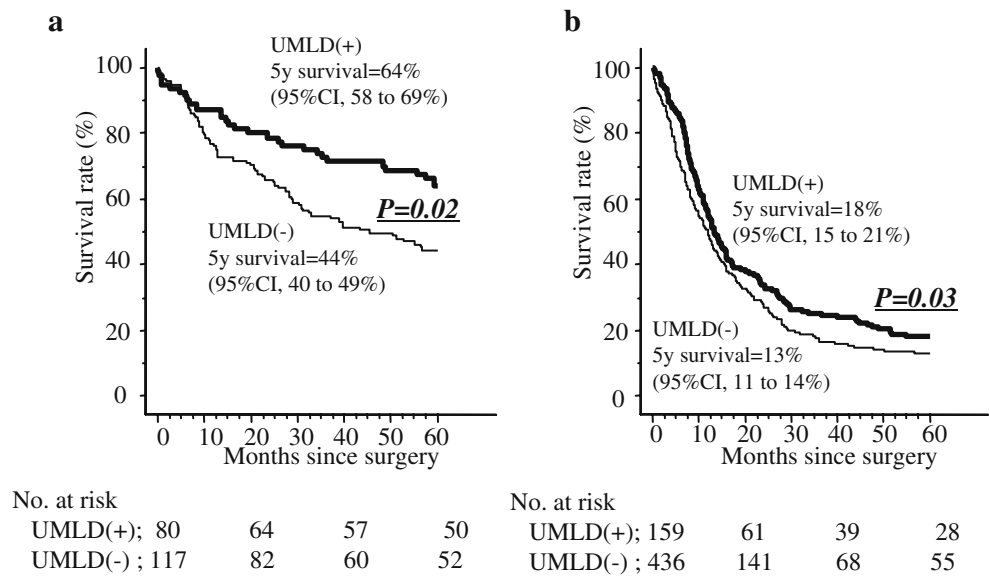 a
UMLD(+)
5y survival=64%
(95%CI, 58 to 69%)
P=0.02
UMLD(-)
5y survival=44%
(95%CI, 40 to 49%)
Survival rate (%)
100
80
60
40
20
0
0 10 20 30 40 50 60
Months since surgery
No. at risk
UMLD(+); 80 64 57 50
UMLD(-) ; 117 82 60 52
b
UMLD(+)
5y survival=18%
(95%CI, 15 to 21%)
P=0.03
UMLD(-)
5y survival=13%
(95%CI, 11 to 14%)
Survival rate (%)
100
80
60
40
20
0
0 10 20 30 40 50 60
Months since surgery
No. at risk
UMLD(+); 159 61 39 28
UMLD(-) ; 436 141 68 55